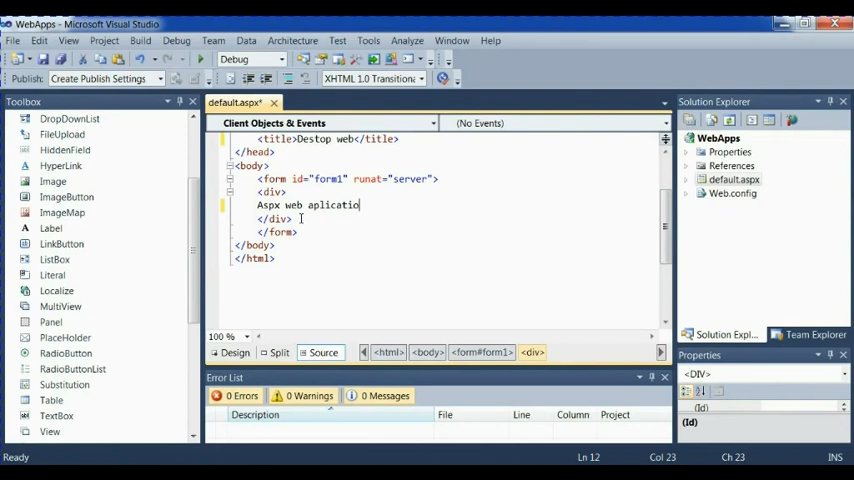 WebApps - Microsoft Visual Studio
File Edit View Project Build Debug Team Data Architecture Test Tools Analyze Window Help
Debug
Publish: Create Publish Settings XHTML 1.0 Transitiona
Toolbox
DropDownList
FileUpload
HiddenField
HyperLink
Image
ImageButton
ImageMap
Label
LinkButton
ListBox
Literal
Localize
MultiView
Panel
PlaceHolder
RadioButton
RadioButtonList
Substitution
Table
TextBox
View
default.aspx*
Client Objects & Events (No Events)
<title>Destop web</title>
</head>
<body>
<form id="form1" runat="server">
<div>
Aspx web aplicatio
</div>
</form>
</body>
</html>
100 %
Design Split Source <html> <body> <form#form1> <div>
Error List
0 Errors 0 Warnings 0 Messages
Description File Line Column Project
Solution Explorer
WebApps
Properties
References
default.aspx
Web.config
Solution Expl... Team Explorer
Properties
<DIV>
(Id)
(Id)
Ready Ln 12 Col 23 Ch 23 INS